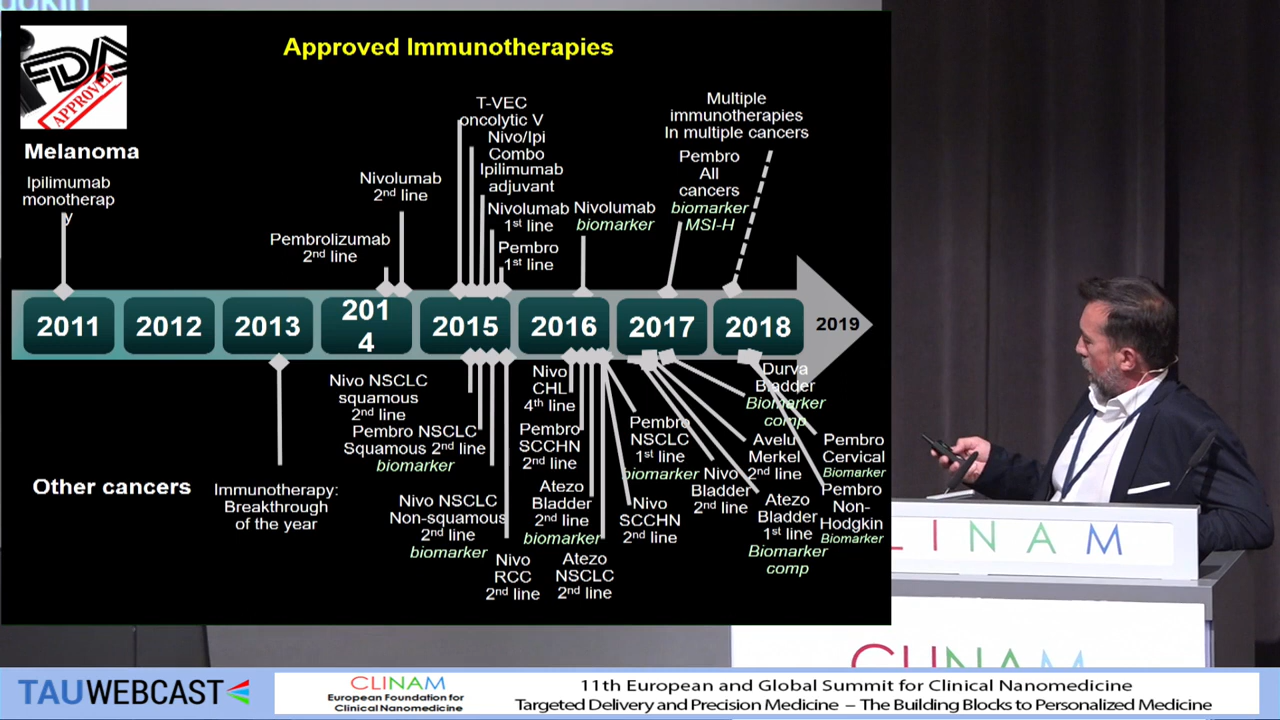 FDA
APPROVED
Approved Immunotherapies
Melanoma
Ipilimumab
monotherap
y
Pembrolizumab
2nd line
Nivolumab
2nd line
T-VEC
oncolytic V
Nivo/Ipi
Combo
Ipilimumab
adjuvant
Nivolumab
1st line
Pembro
1st line
Nivolumab
biomarker
Pembro
All
cancers
biomarker
MSI-H
Multiple
immunotherapies
In multiple cancers
2011
2012
2013
201
4
2015
2016
2017
2018
2019
Other cancers
Immunotherapy:
Breakthrough
of the year
Nivo NSCLC
squamous
2nd line
Pembro NSCLC
Squamous 2nd line
biomarker
Nivo NSCLC
Non-squamous
2nd line
biomarker
Nivo
RCC
2nd line
Nivo
CHL
4th line
Pembro
SCCHN
2nd line
Atezo
Bladder
2nd line
biomarker
Atezo
NSCLC
2nd line
Pembro
NSCLC
1st line
biomarker
Nivo
SCCHN
2nd line
Nivo
Bladder
2nd line
Durva
Bladder
Biomarker
comp
Avelu
Merkel
2nd line
Atezo
Bladder
1st line
Biomarker
comp
Pembro
Cervical
Biomarker
Pembro
Non-
Hodgkin
Biomarker
LINAM
CLINAM
TAUWEBCAST
CLINAM
European Foundation for
Clinical Nanomedicine
11th European and Global Summit for Clinical Nanomedicine
Targeted Delivery and Precision Medicine – The Building Blocks to Personalized Medicine